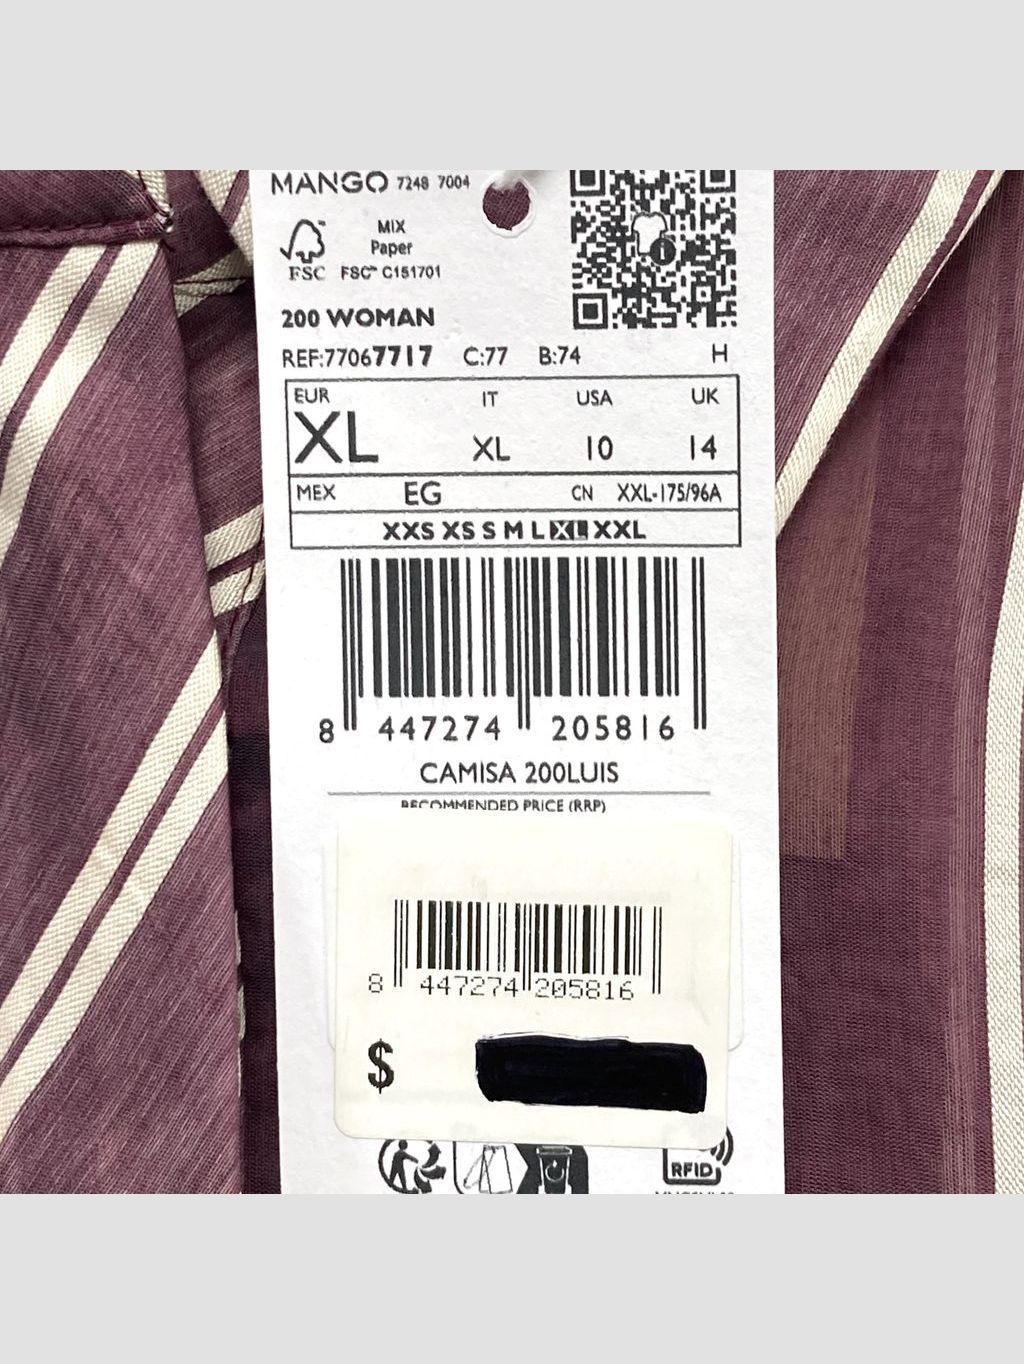 MANGO 7248 7004
MIX
Paper
FSC FSC™ C151701
200 WOMAN
REF:77067717 C:77 B:74 H
EUR IT USA UK
XL XL 10 14
MEX EG CN XXL-175/96A
XXS XS S M L XL XXL
8 447274 205816
CAMISA 200LUIS
RECOMMENDED PRICE (RRP)
8 447274 205816
$
RFID